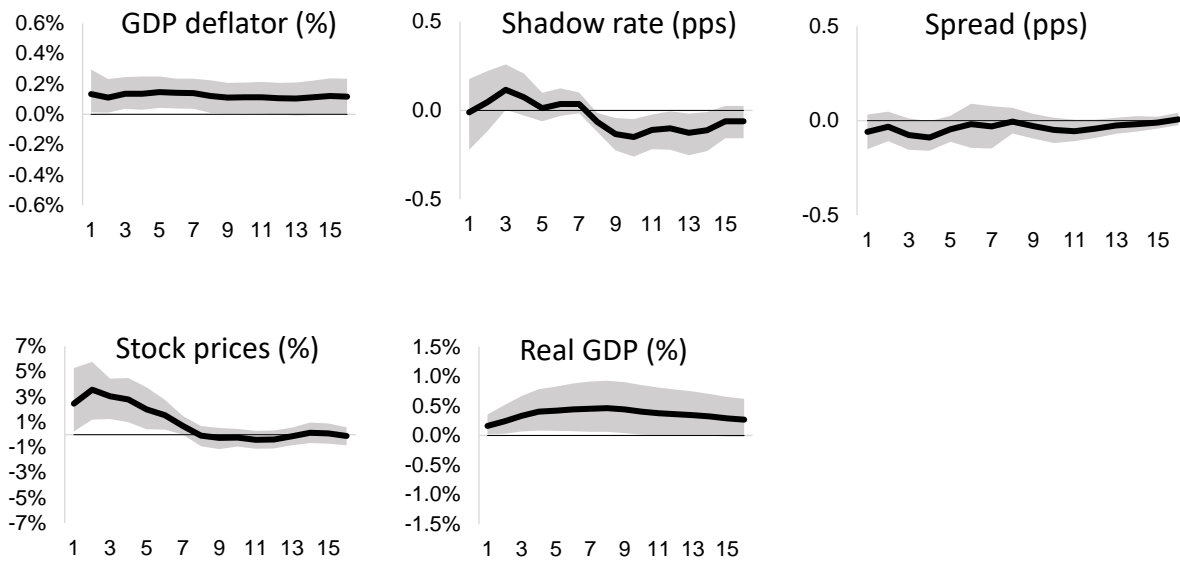 GDP deflator (%)
0.6%
0.4%
0.2%
0.0%
-0.2%
-0.4%
-0.6%
1 3 5 7 9 11 13 15
Shadow rate (pps)
0.5
0.0
-0.5
1 3 5 7 9 11 13 15
Spread (pps)
0.5
0.0
-0.5
1 3 5 7 9 11 13 15
Stock prices (%)
7%
5%
3%
1%
-1%
-3%
-5%
-7%
1 3 5 7 9 11 13 15
Real GDP (%)
1.5%
1.0%
0.5%
0.0%
-0.5%
-1.0%
-1.5%
1 3 5 7 9 11 13 15